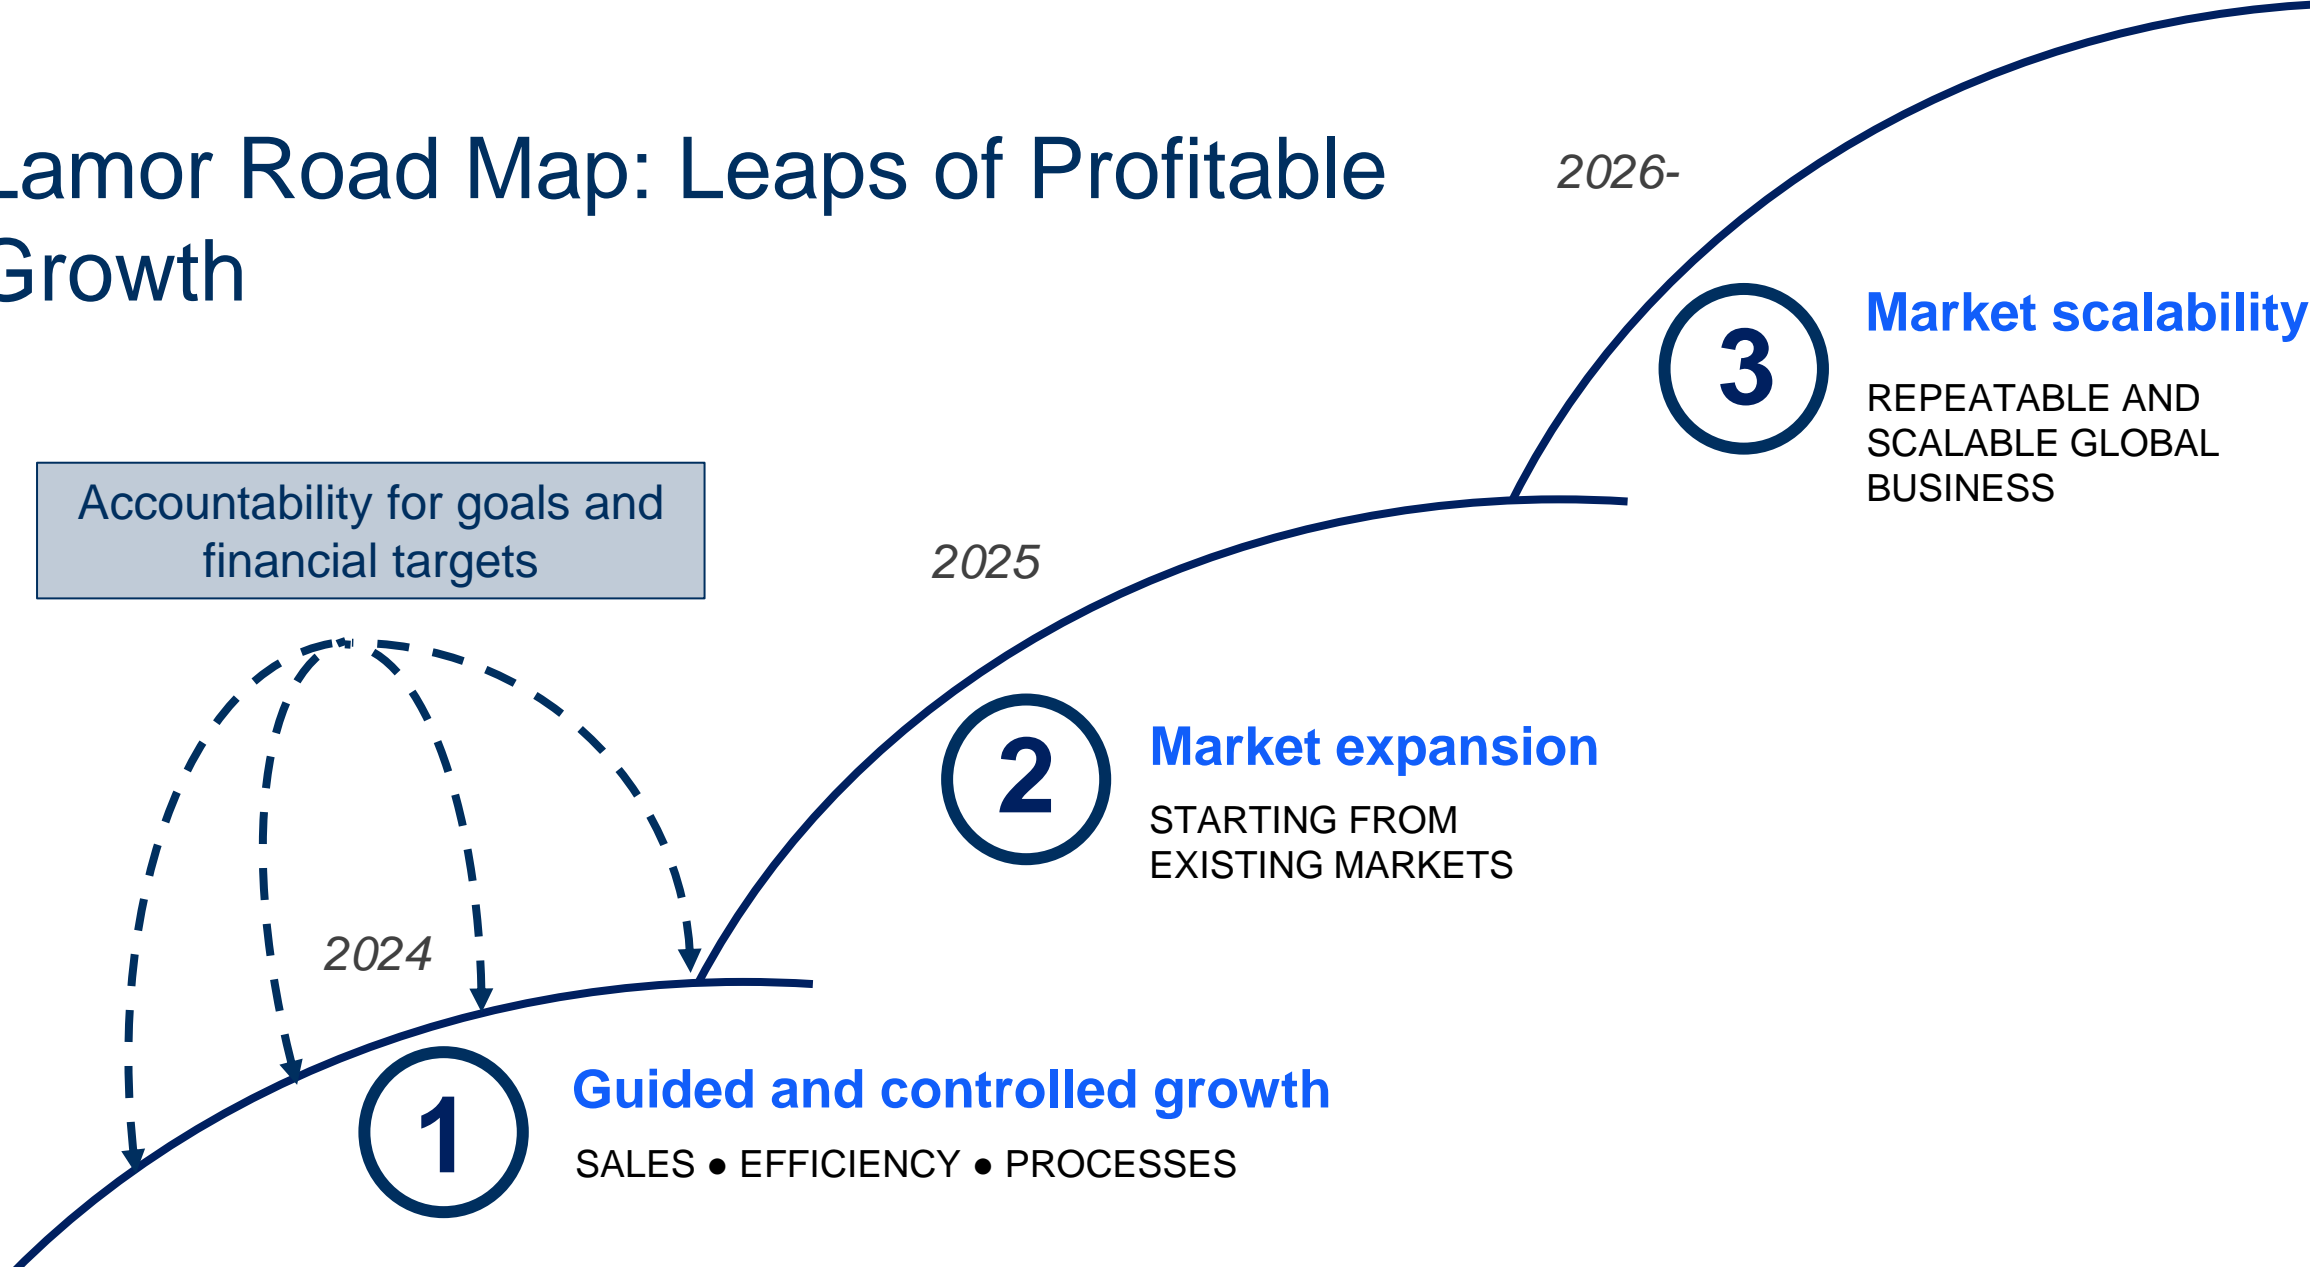 Lamor Road Map: Leaps of Profitable
Growth
2026-
3
Market scalability
REPEATABLE AND
SCALABLE GLOBAL
BUSINESS
Accountability for goals and
financial targets
2025
2
Market expansion
STARTING FROM
EXISTING MARKETS
2024
1
Guided and controlled growth
SALES ● EFFICIENCY ● PROCESSES